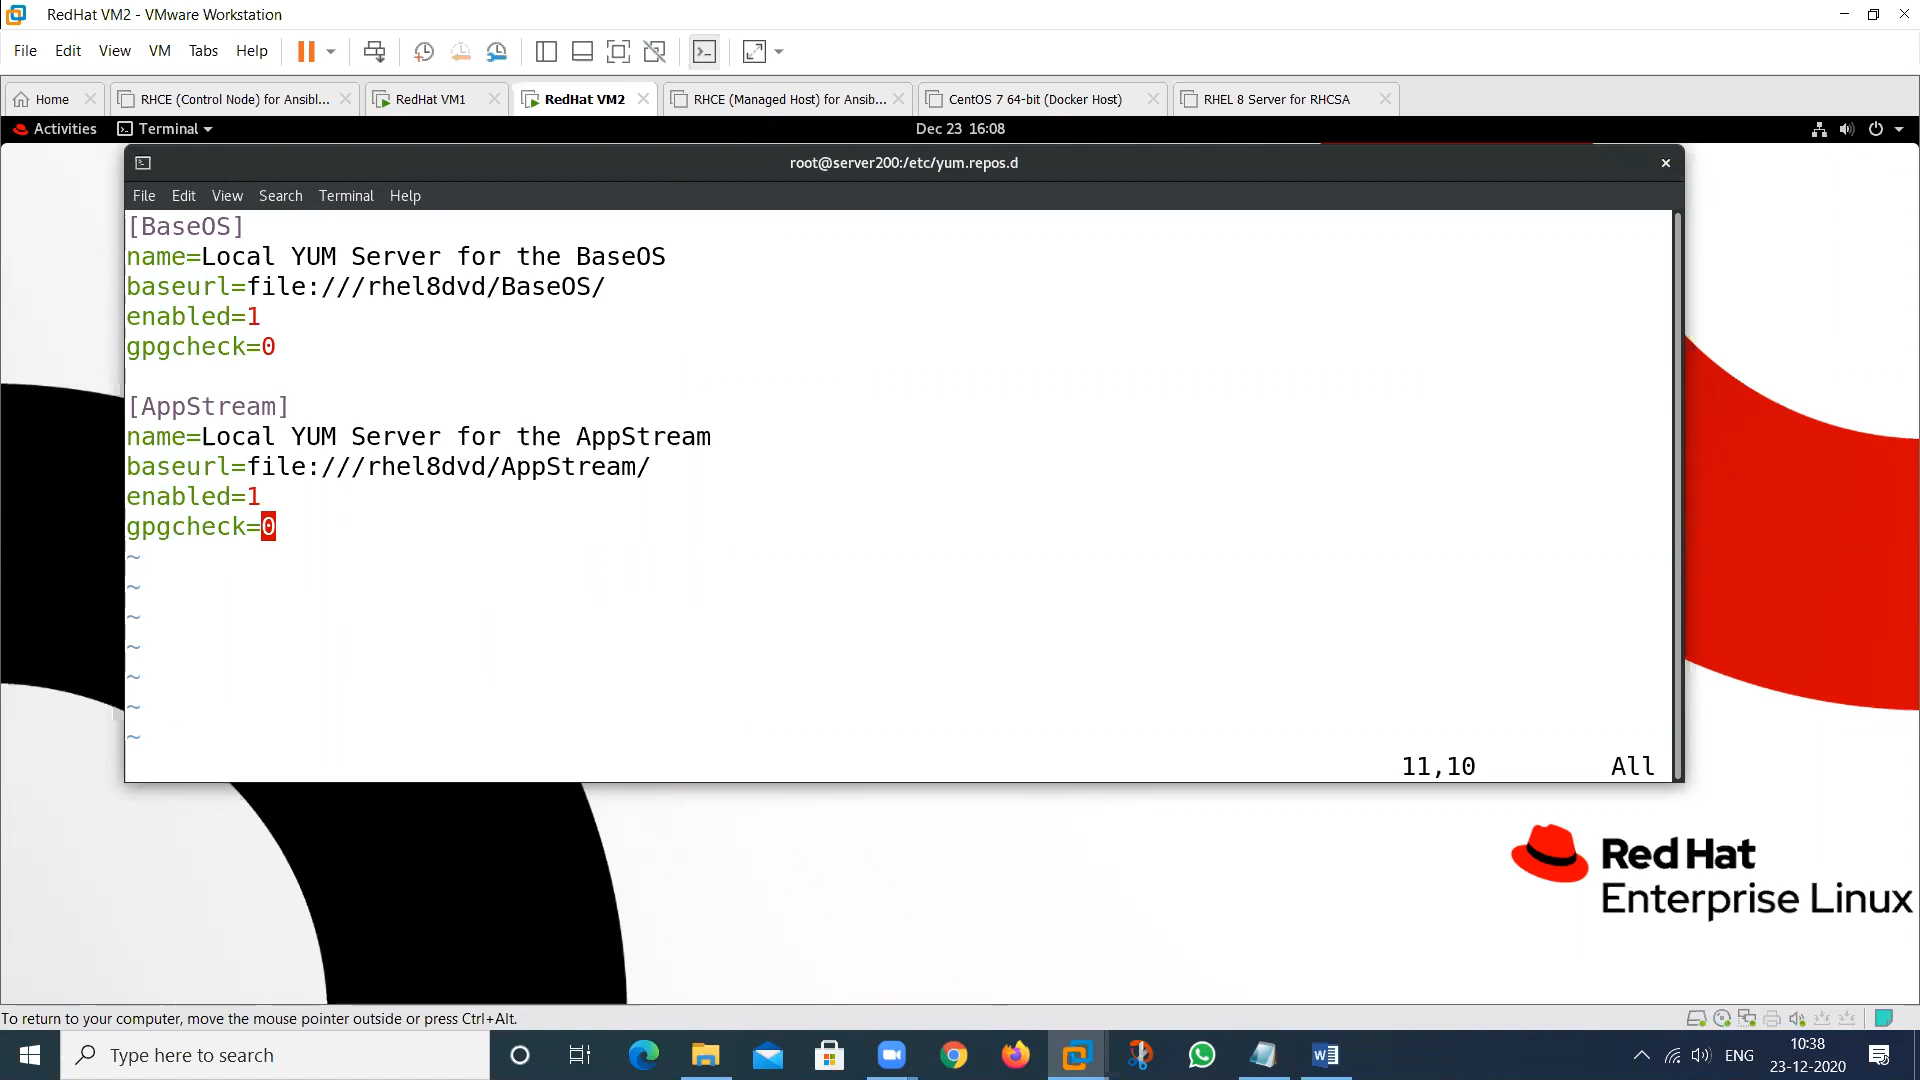 RedHat VM2 - VMware Workstation
File Edit View VM Tabs Help
Home
RHCE (Control Node) for Ansibl...
RedHat VM1
RedHat VM2
RHCE (Managed Host) for Ansib...
CentOS 7 64-bit (Docker Host)
RHEL 8 Server for RHCSA
Activities Terminal Dec 23 16:08
root@server200:/etc/yum.repos.d
File Edit View Search Terminal Help
[BaseOS]
name=Local YUM Server for the BaseOS
baseurl=file:///rhel8dvd/BaseOS/
enabled=1
gpgcheck=0
[AppStream]
name=Local YUM Server for the AppStream
baseurl=file:///rhel8dvd/AppStream/
enabled=1
gpgcheck=0
~
~
~
~
~
~
~
11,10 All
Red Hat
Enterprise Linux
To return to your computer, move the mouse pointer outside or press Ctrl+Alt.
Type here to search
ENG
10:38
23-12-2020